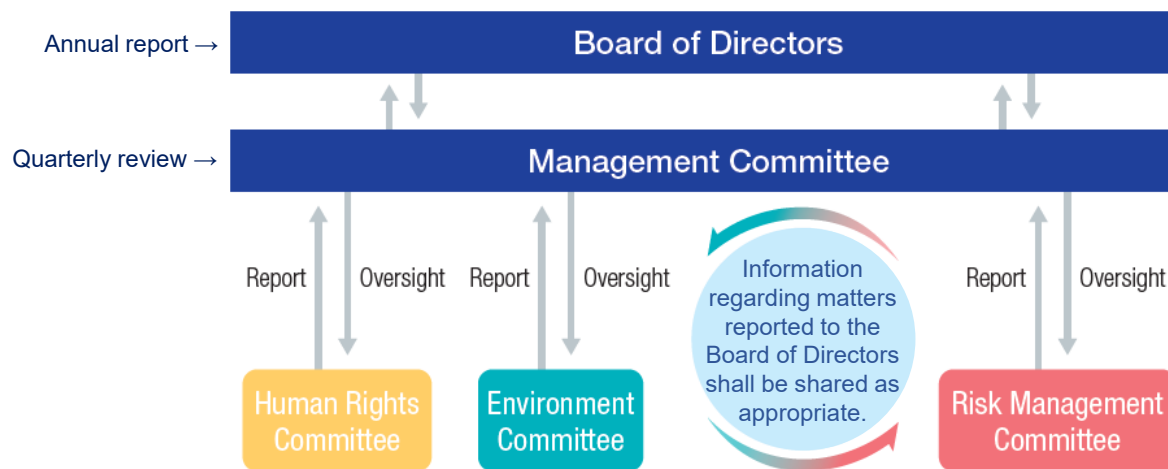 Annual report →
Board of Directors
Quarterly review →
Management Committee
Report
Oversight
Report
Oversight
Information
regarding matters
reported to the
Board of Directors
shall be shared as
appropriate.
Report
Oversight
Human Rights
Committee
Environment
Committee
Risk Management
Committee